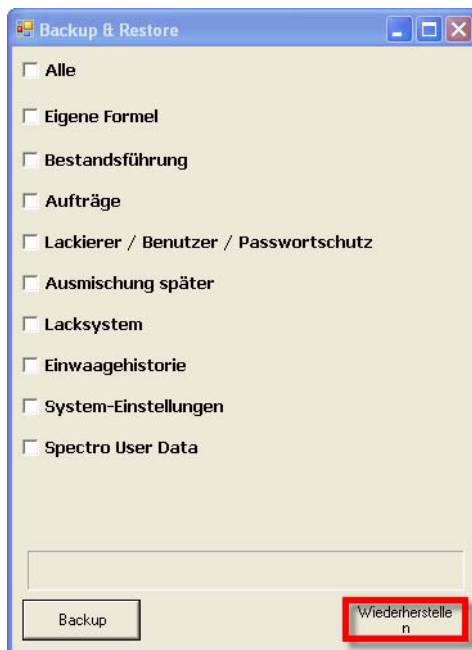 Backup & Restore
Alle
Eigene Formel
Bestandsführung
Aufträge
Lackierer / Benutzer / Passwortschutz
Ausmischung später
Lacksystem
Einwaagehistorie
System-Einstellungen
Spectro User Data
Backup
Wiederherstelle
n